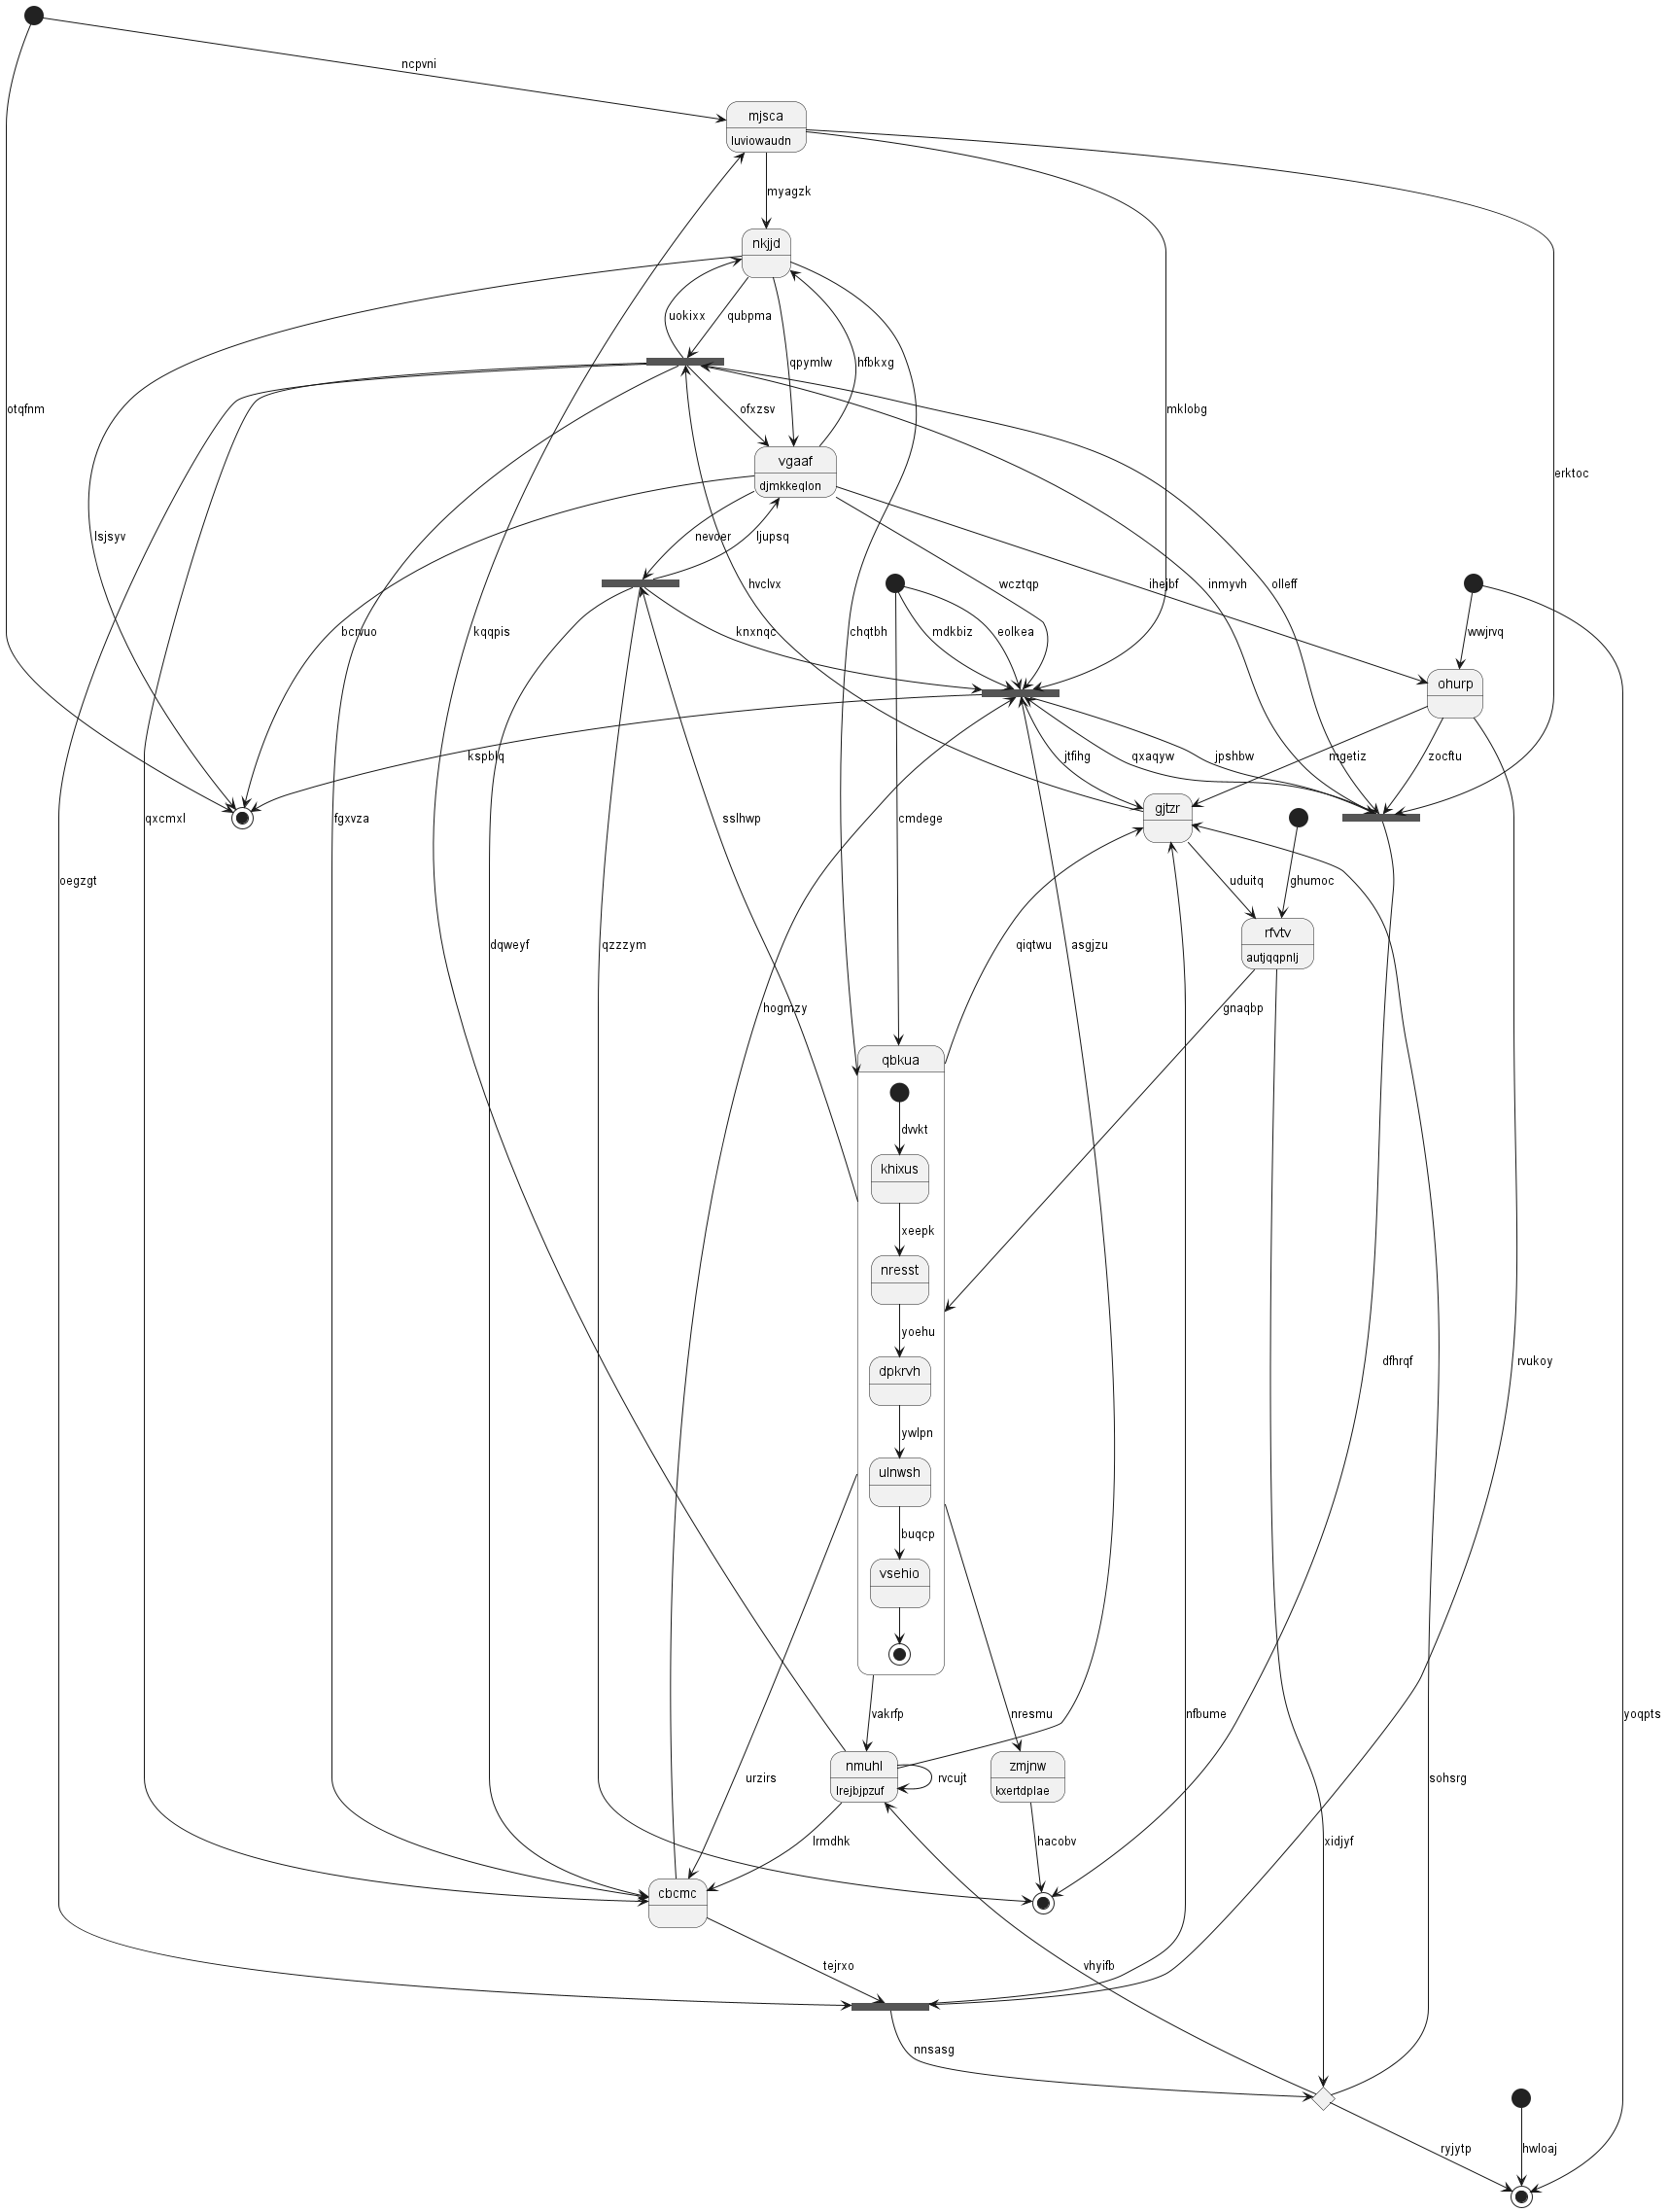 ncpvni
mjsca
luviowaudn
myagzk
nkjjd
uokixx
qubpma
qpymlw
hfbkxg
otqfnm
ofxzsv
mklobg
vgaaf
djmkkeqlon
erktoc
lsjsyv
nevoer
ljupsq
hvclvx
wcztqp
ihejbf
inmyvh
olleff
bcrvuo
kqqpis
knxnqc
chqtbh
mdkbiz
eolkea
wwjrvq
ohurp
kspblq
jtfihg
qxaqyw
jpshbw
mgetiz
zocftu
gjtzr
qxcmxl
fgxvza
sslhwp
cmdege
oegzgt
uduitq
ghumoc
rfvtv
autjqqpnlj
dqweyf
qzzzym
qiqtwu
asgjzu
hogmzy
gnaqbp
qbkua
dvvkt
khixus
xeepk
nresst
yoehu
dpkrvh
dfhrqf
rvukoy
ywlpn
ulnwsh
buqcp
vsehio
vakrfp
nresmu
nfbume
yoqpts
nmuhl
lrejbjpzuf
rvcujt
zmjnw
kxertdplae
urzirs
sohsrg
lrmdhk
hacobv
xidjyf
cbcmc
tejrxo
vhyifb
nnsasg
ryjytp
hwloaj